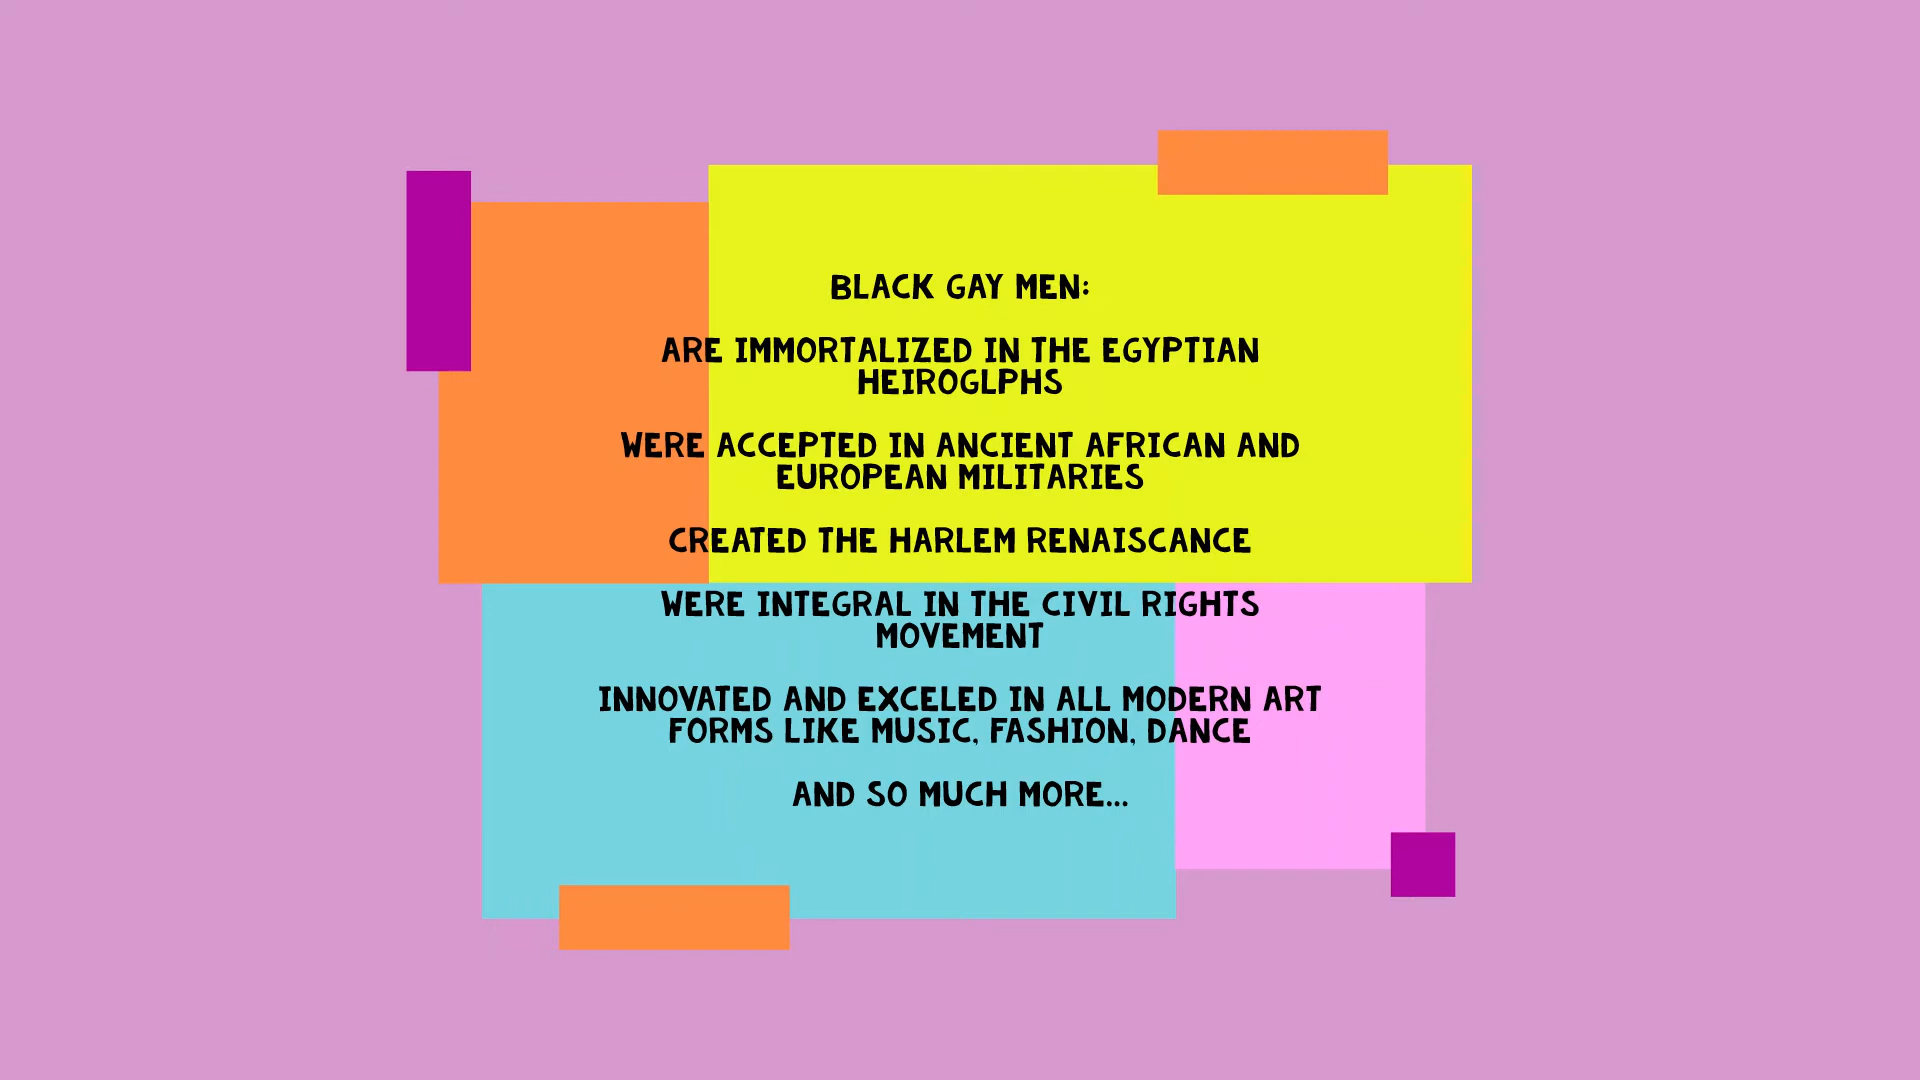 BLACK GAY MEN:
ARE IMMORTALIZED IN THE EGYPTIAN
HEIROGLPHS
WERE ACCEPTED IN ANCIENT AFRICAN AND
EUROPEAN MILITARIES
CREATED THE HARLEM RENAISCANCE
WERE INTEGRAL IN THE CIVIL RIGHTS
MOVEMENT
INNOVATED AND EXCELED IN ALL MODERN ART
FORMS LIKE MUSIC, FASHION, DANCE
AND SO MUCH MORE...